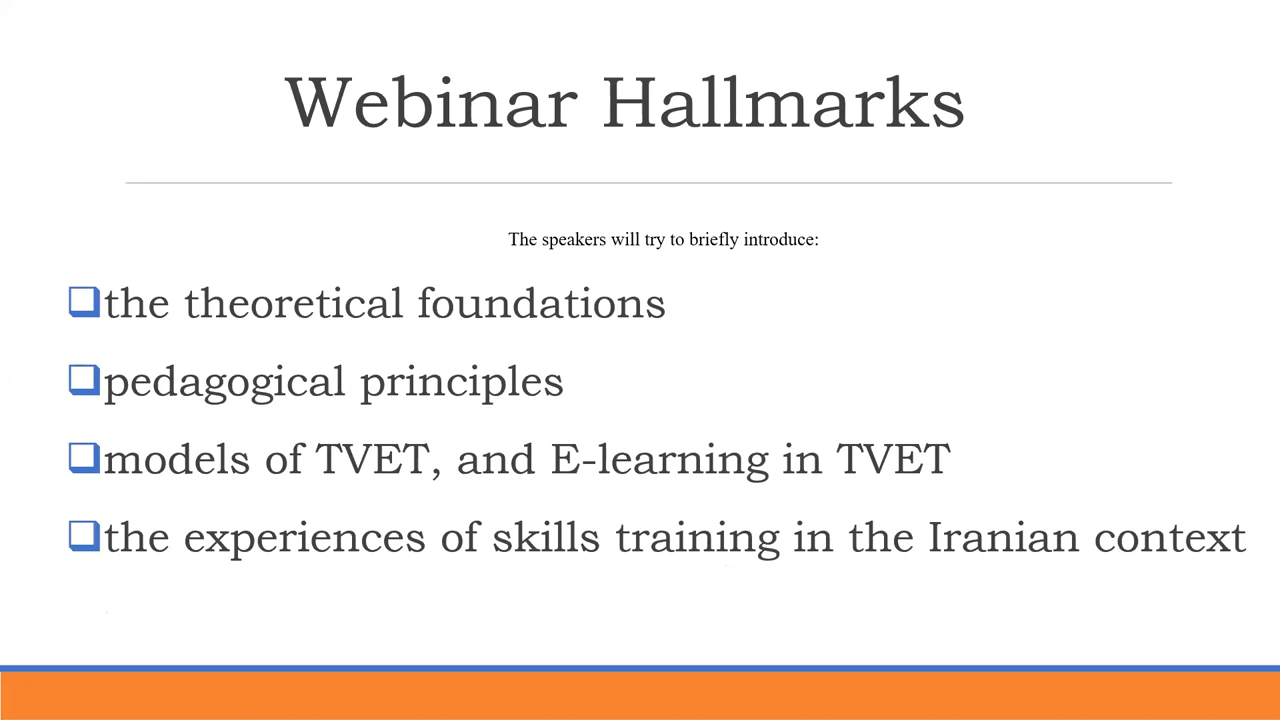 Webinar Hallmarks
The speakers will try to briefly introduce:
❑the theoretical foundations
❑pedagogical principles
❑models of TVET, and E-learning in TVET
❑the experiences of skills training in the Iranian context